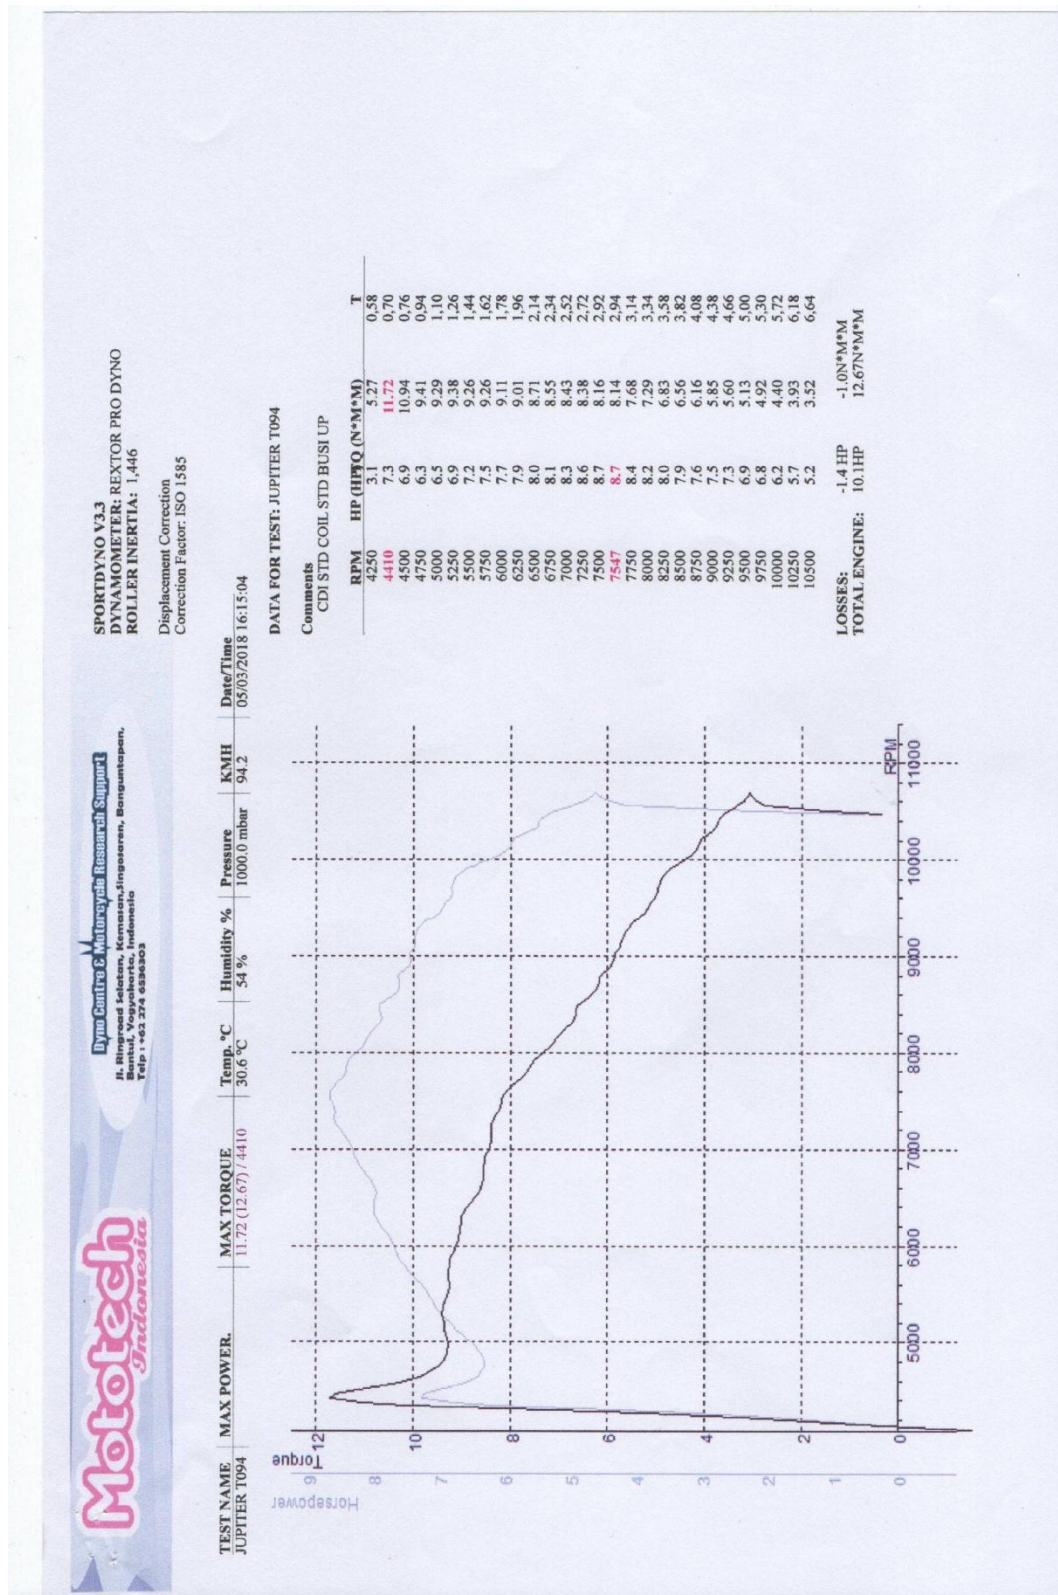 Mototech
Indonesia
Dyno Centre & Motorcycle Research Support
Jl. Ringroad Selatan, Kemasan, Singosaren, Banguntapan,
Bantul, Yogyakarta, Indonesia
Telp : +62 274 6536303
SPORTDYNO V3.3
DYNAMOMETER: REXTOR PRO DYNO
ROLLER INERTIA: 1,446
Displacement Correction
Correction Factor: ISO 1585
TEST NAME MAX POWER. MAX TORQUE Temp. °C Humidity % Pressure KMH Date/Time
JUPITER T094 11.72 (12.67) / 4410 30.6 °C 54 % 1000.0 mbar 94.2 05/03/2018 16:15:04
Horsepower
9 8 7 6 5 4 3 2 1 0
Torque
12 10 8 6 4 2 0
5000 6000 7000 8000 9000 10000 11000
RPM
DATA FOR TEST: JUPITER T094
Comments
CDI STD COIL STD BUSI UP
RPM HP (HP) TQ (N*M*M) T
4250 3.1 5.27 0,58
4410 7.3 11.72 0,70
4500 6.9 10.94 0,76
4750 6.3 9.41 0,94
5000 6.5 9.29 1,10
5250 6.9 9.38 1,26
5500 7.2 9.26 1,44
5750 7.5 9.26 1,62
6000 7.7 9.11 1,78
6250 7.9 9.01 1,96
6500 8.0 8.71 2,14
6750 8.1 8.55 2,34
7000 8.3 8.43 2,52
7250 8.6 8.38 2,72
7500 8.7 8.16 2,92
7547 8.7 8.14 2,94
7750 8.4 7.68 3,14
8000 8.2 7.29 3,34
8250 8.0 6.83 3,58
8500 7.9 6.56 3,82
8750 7.6 6.16 4,08
9000 7.5 5.85 4,38
9250 7.3 5.60 4,66
9500 6.9 5.13 5,00
9750 6.8 4.92 5,30
10000 6.2 4.40 5,72
10250 5.7 3.93 6,18
10500 5.2 3.52 6,64
LOSSES: -1.4 HP -1.0N*M*M
TOTAL ENGINE: 10.1HP 12.67N*M*M